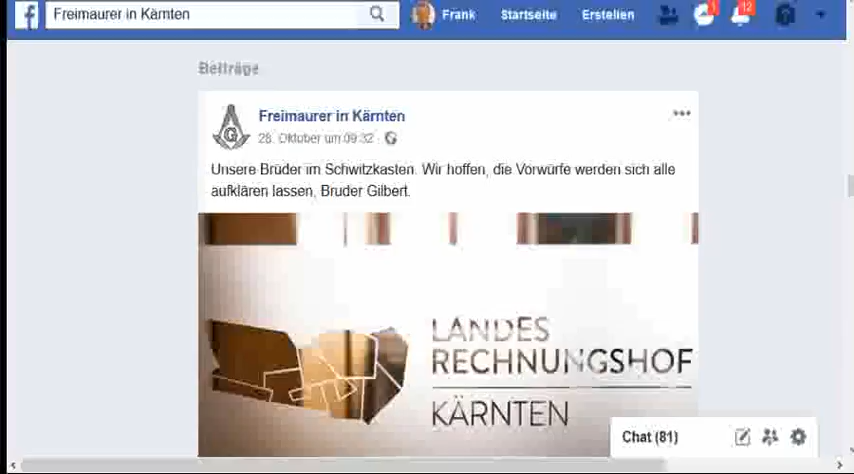 Freimaurer in Kärnten
Frank
Startseite
Erstellen
1
12
Beiträge
Freimaurer in Kärnten
28. Oktober um 09:32
Unsere Brüder im Schwitzkasten. Wir hoffen, die Vorwürfe werden sich alle
aufklären lassen, Bruder Gilbert.
LANDES
RECHNUNGSHOF
KÄRNTEN
Chat (81)